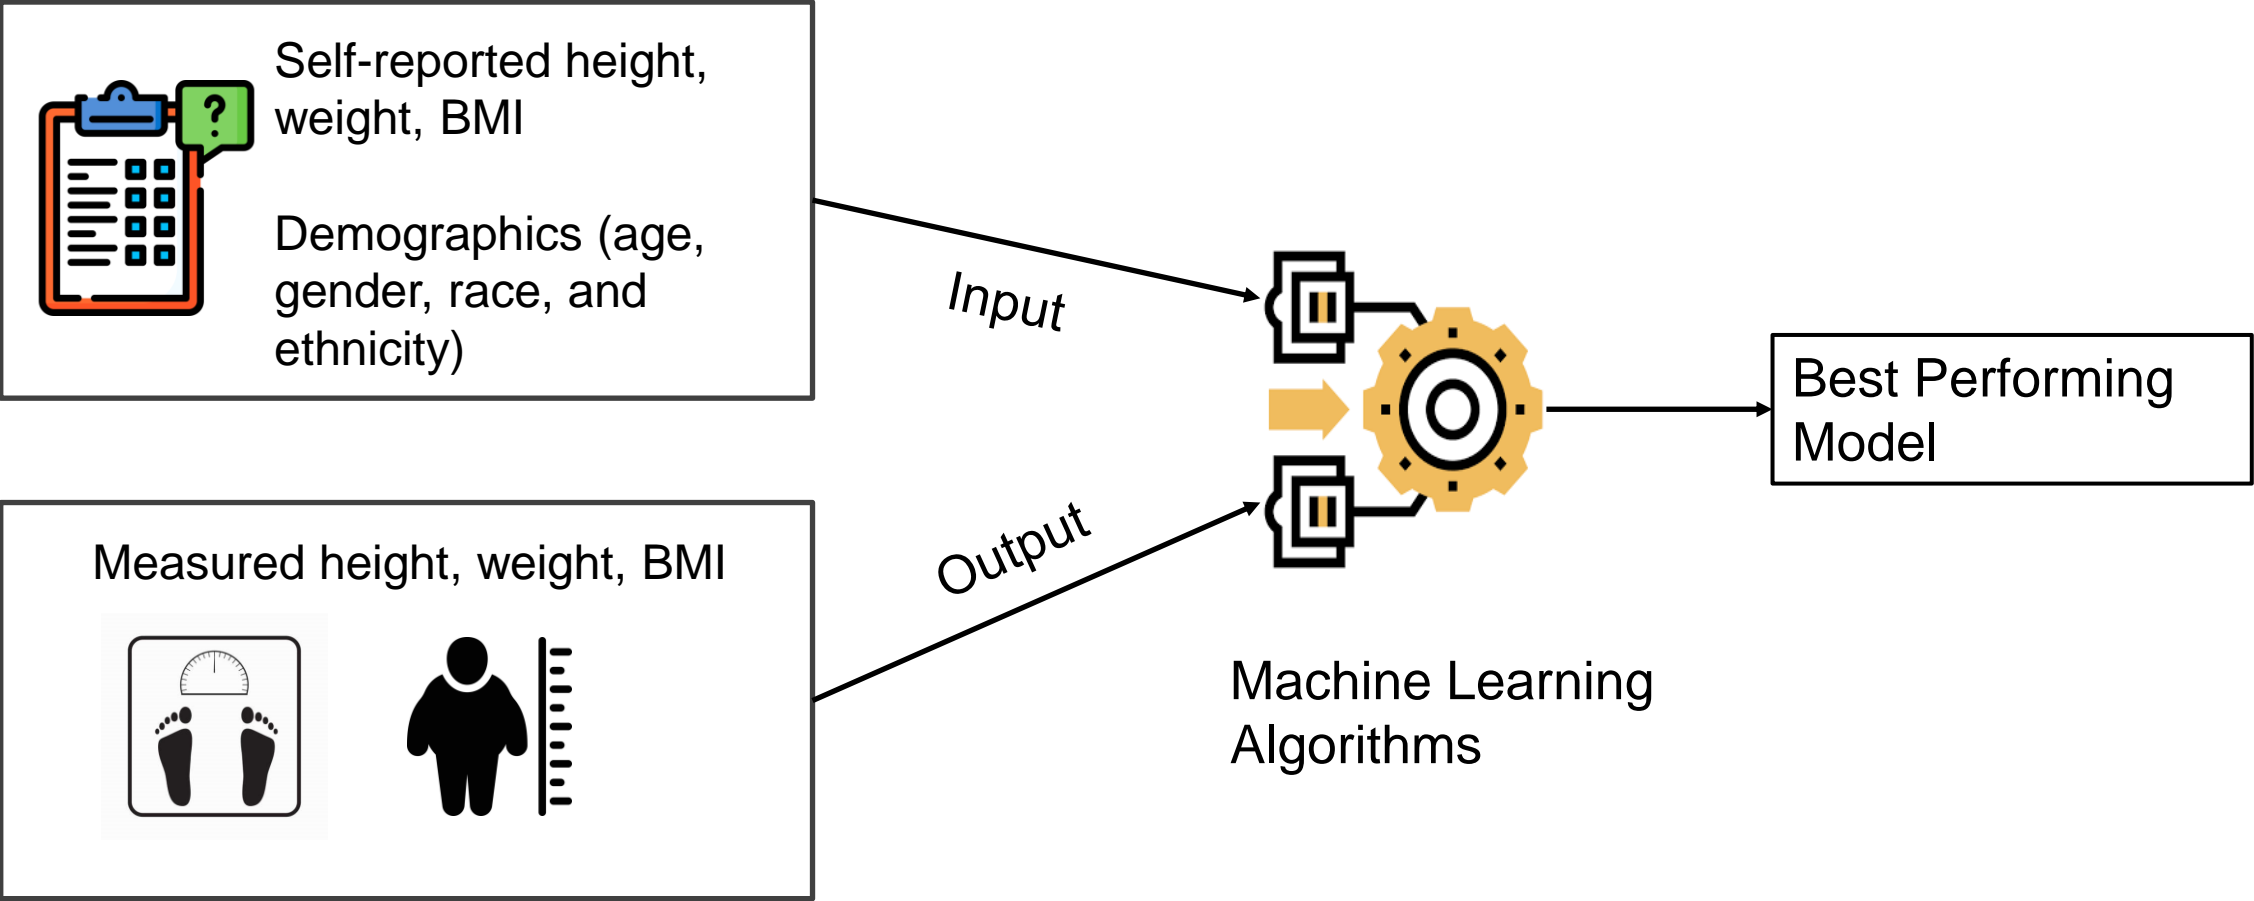 Self-reported height,
weight, BMI
Demographics (age,
gender, race, and
ethnicity)
Input
?
Best Performing
Model
Measured height, weight, BMI
Output
Machine Learning
Algorithms